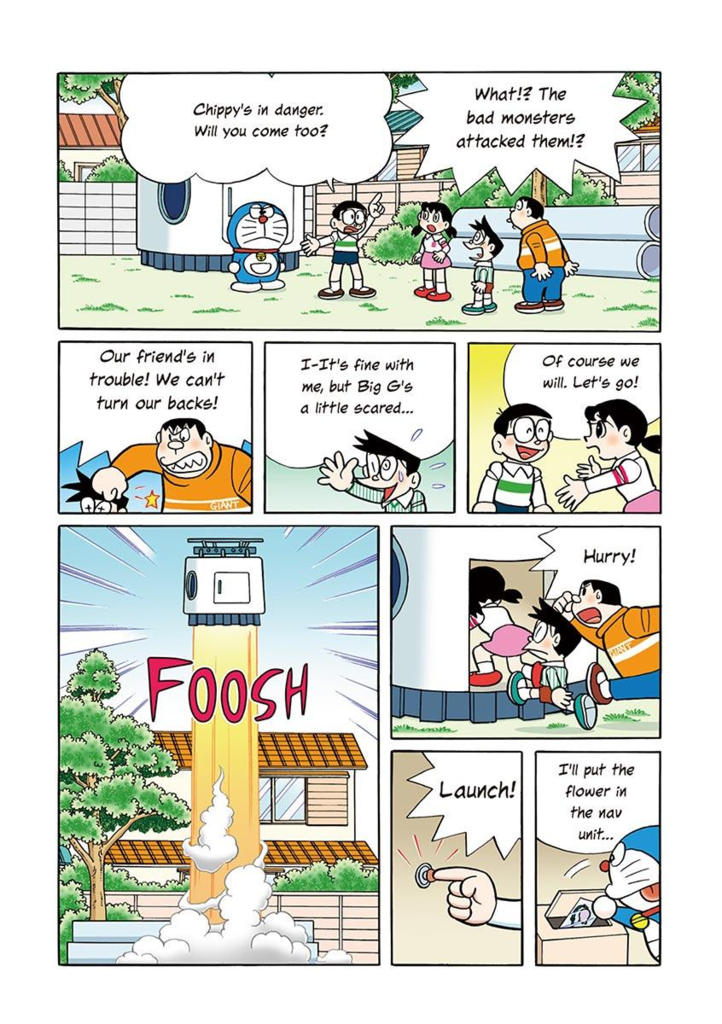 What!? The
bad monsters
attacked them!?
Chippy's in danger.
Will you come too?
Of course we
will. Let's go!
I-It's fine with
me, but Big G's
a little scared...
Our friend's in
trouble! We can't
turn our backs!
GIANT
Hurry!
GIANT
I'll put the
flower in
the nav
unit...
Launch!
FOOSH